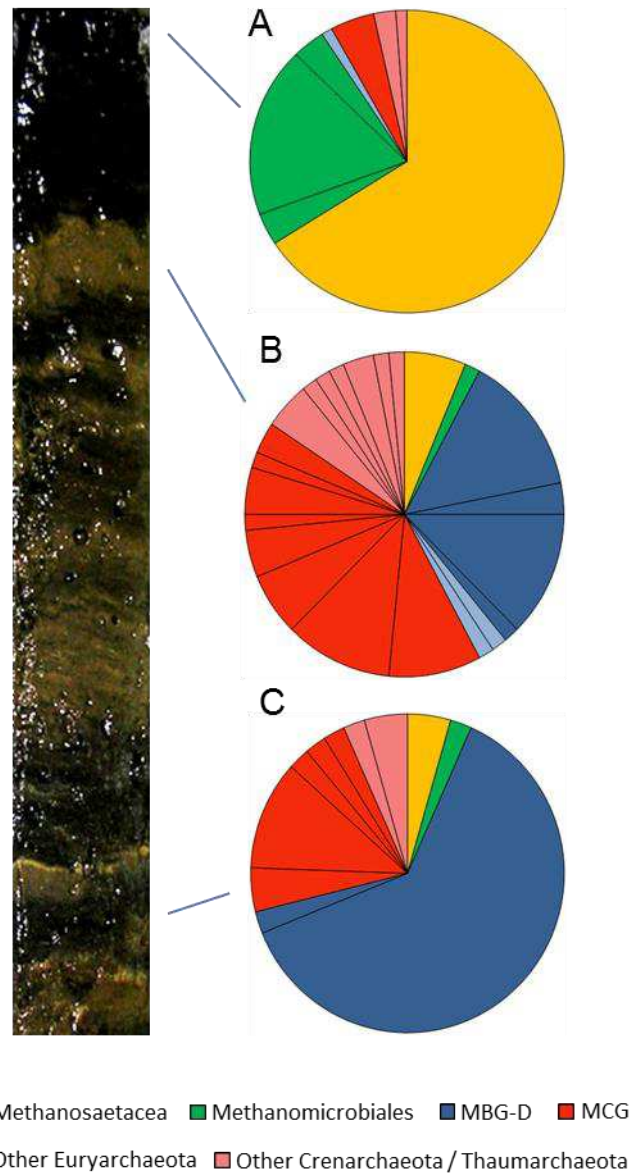 A
B
C
Methanosaetacea Methanomicrobiales MBG-D MCG
Other Euryarchaeota Other Crenarchaeota / Thaumarchaeota